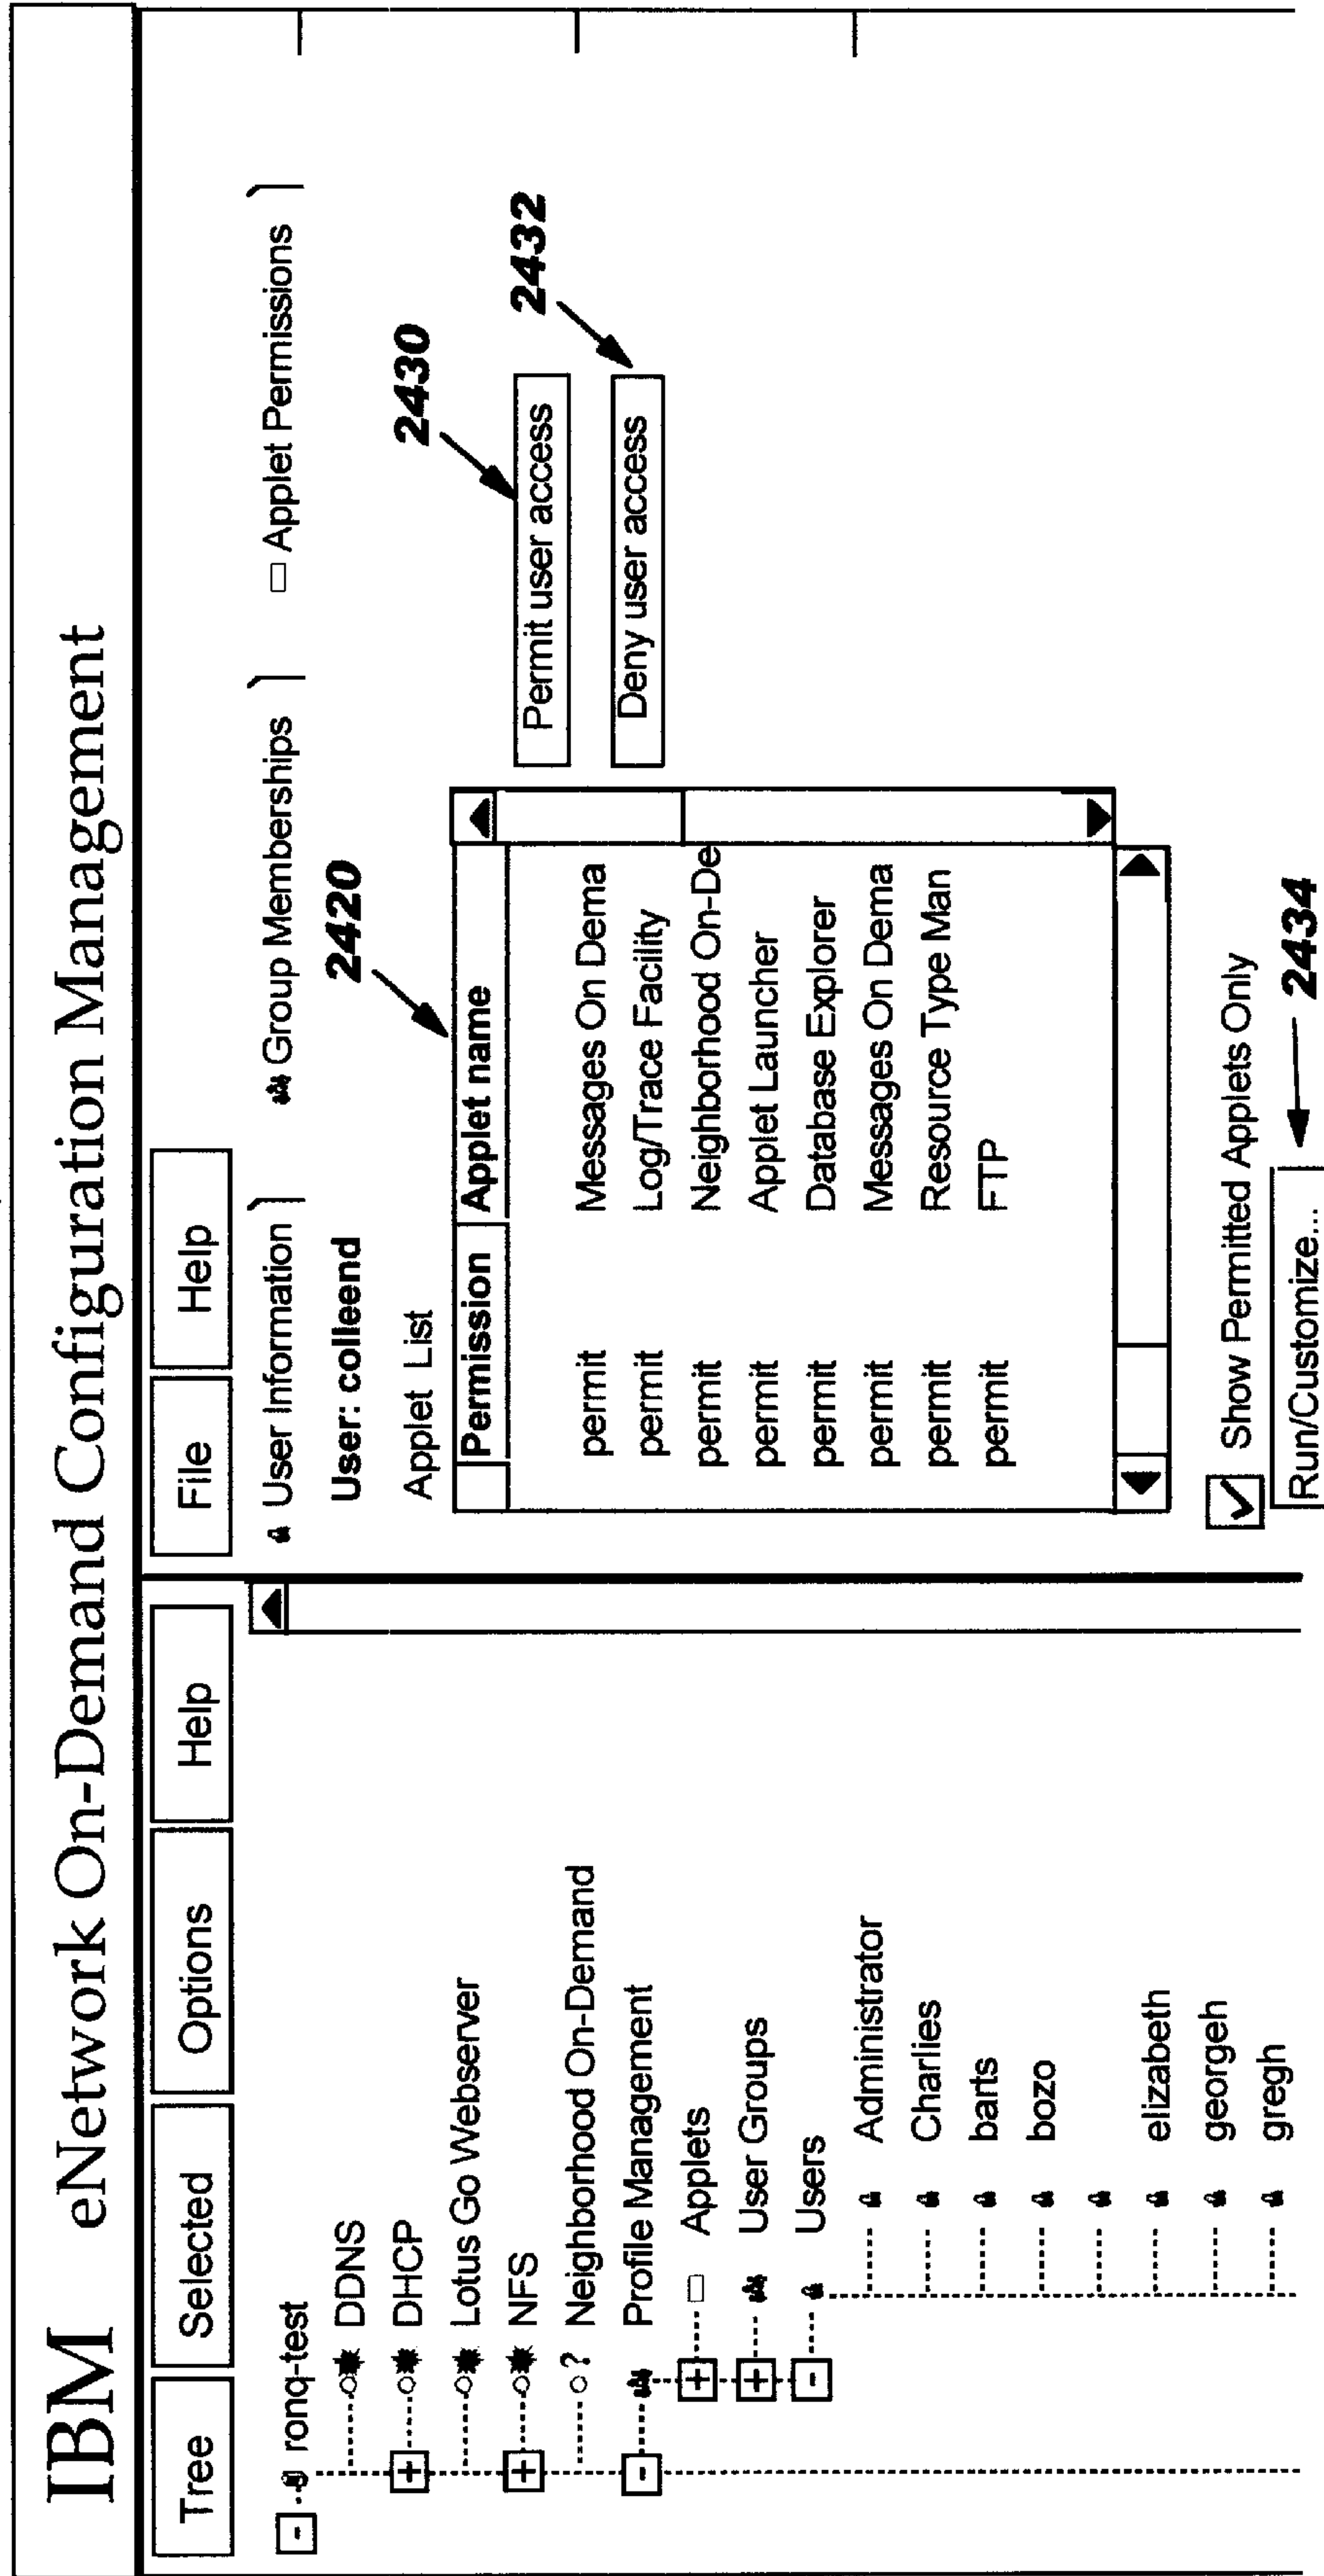 IBM eNetwork On-Demand Configuration Management
Tree Selected Options Help
ronq-test
DDNS
DHCP
Lotus Go Webserver
NFS
? Neighborhood On-Demand
Profile Management
Applets
User Groups
Users
Administrator
Charlies
barts
bozo
elizabeth
georgeh
gregh
File Help
User Information Group Memberships Applet Permissions
User: colleend
2420
Applet List
Permission Applet name
permit Messages On Dema
permit Log/Trace Facility
permit Neighborhood On-De
permit Applet Launcher
permit Database Explorer
permit Messages On Dema
permit Resource Type Man
permit FTP
2430
Permit user access
2432
Deny user access
Show Permitted Applets Only
Run/Customize... 2434